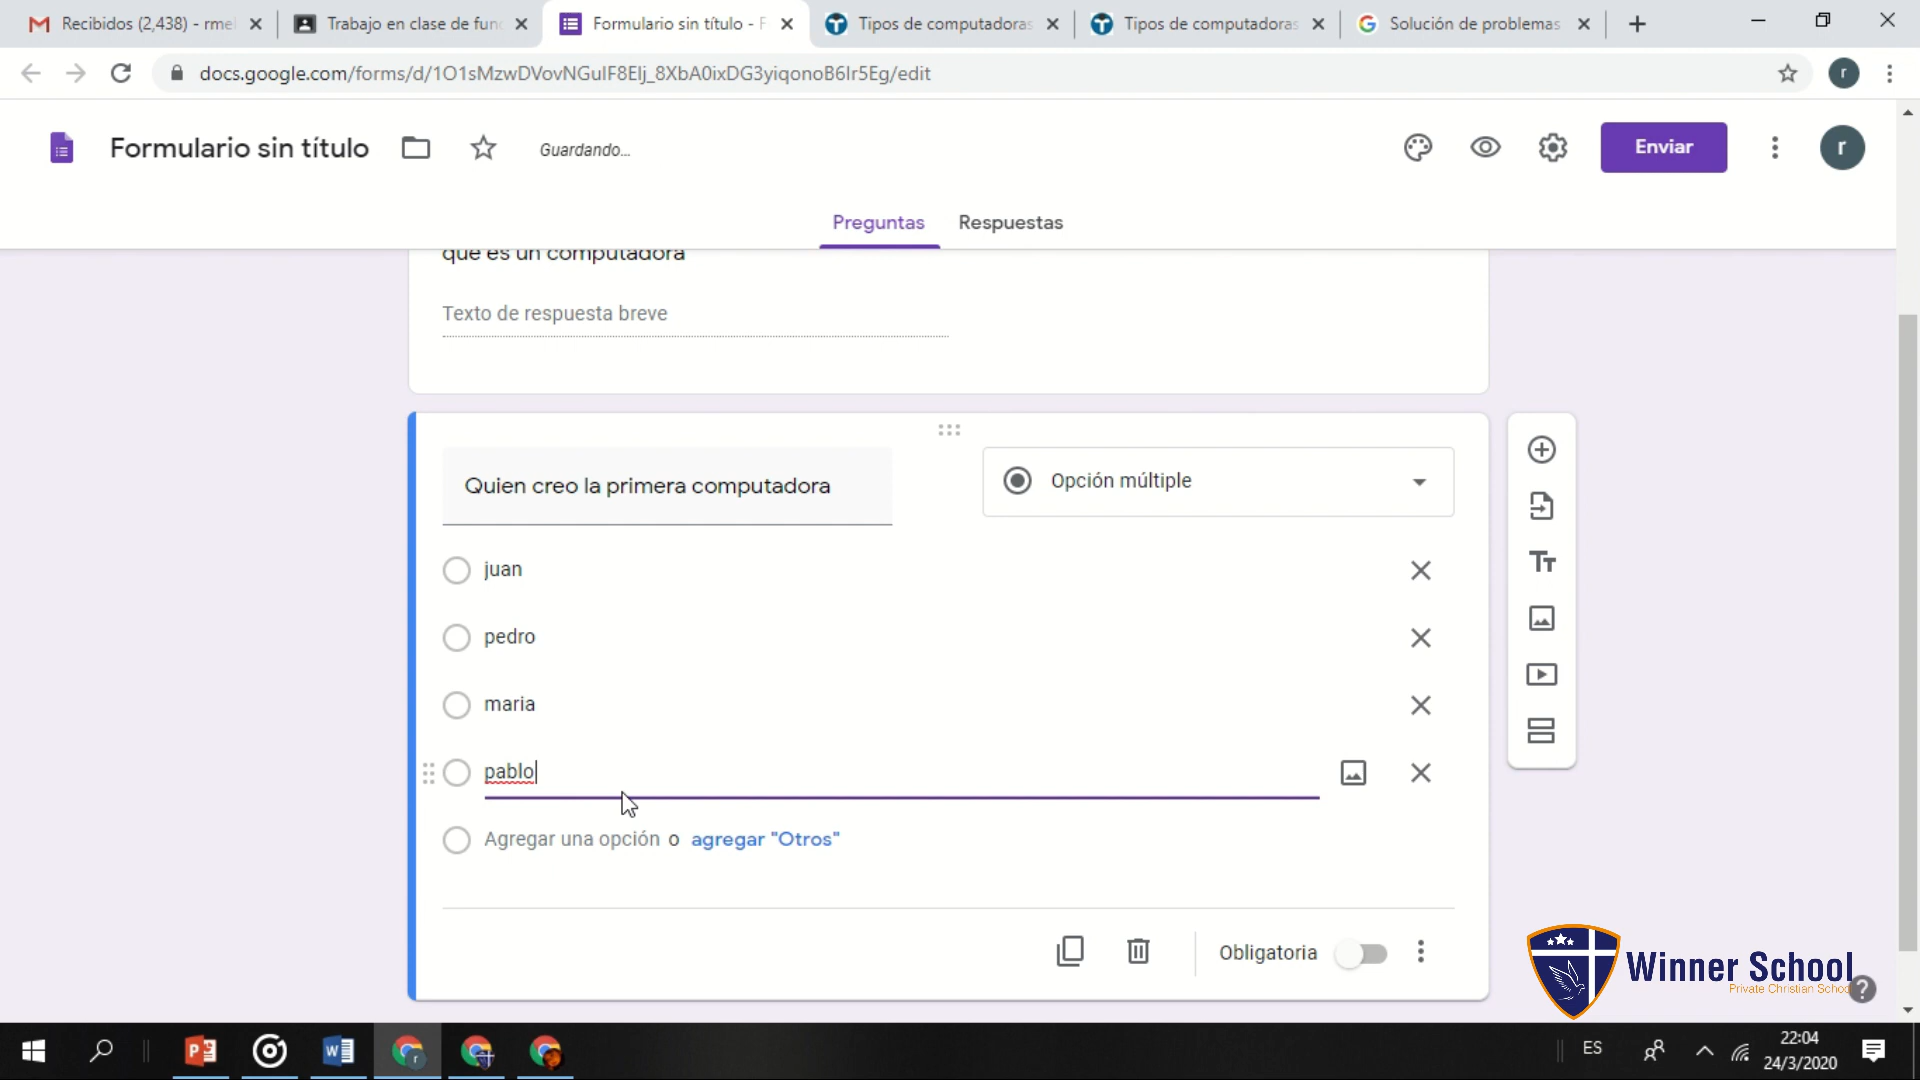 Recibidos (2,438) - rme
Trabajo en clase de fun
Formulario sin título - F
Tipos de computadoras
Tipos de computadoras
Solución de problemas
docs.google.com/forms/d/1O1sMzwDVovNGuIF8Elj_8XbA0ixDG3yiqonoB6Ir5Eg/edit
r
Formulario sin título
Guardando...
Enviar
r
Preguntas
Respuestas
que es un computadora
Texto de respuesta breve
Quien creo la primera computadora
Opción múltiple
juan
pedro
maria
pablo
Agregar una opción o agregar "Otros"
Obligatoria
Winner School
Private Christian School
ES
22:04
24/3/2020